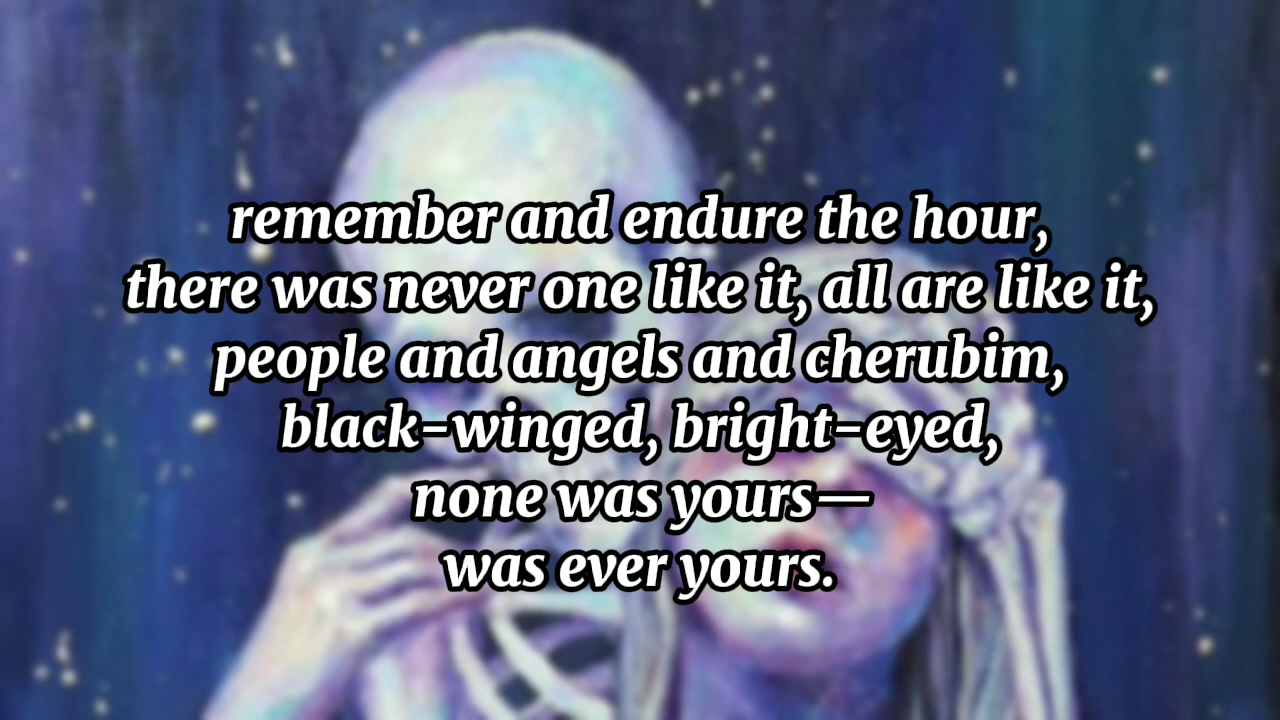 remember and endure the hour,
there was never one like it, all are like it,
people and angels and cherubim,
black-winged, bright-eyed,
none was yours—
was ever yours.